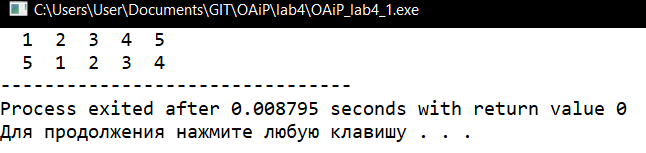 C:\Users\User\Documents\GIT\OAiP\lab4\OAiP_lab4_1.exe
1 2 3 4 5
5 1 2 3 4
--------------------------------
Process exited after 0.008795 seconds with return value 0
Для продолжения нажмите любую клавишу . . .